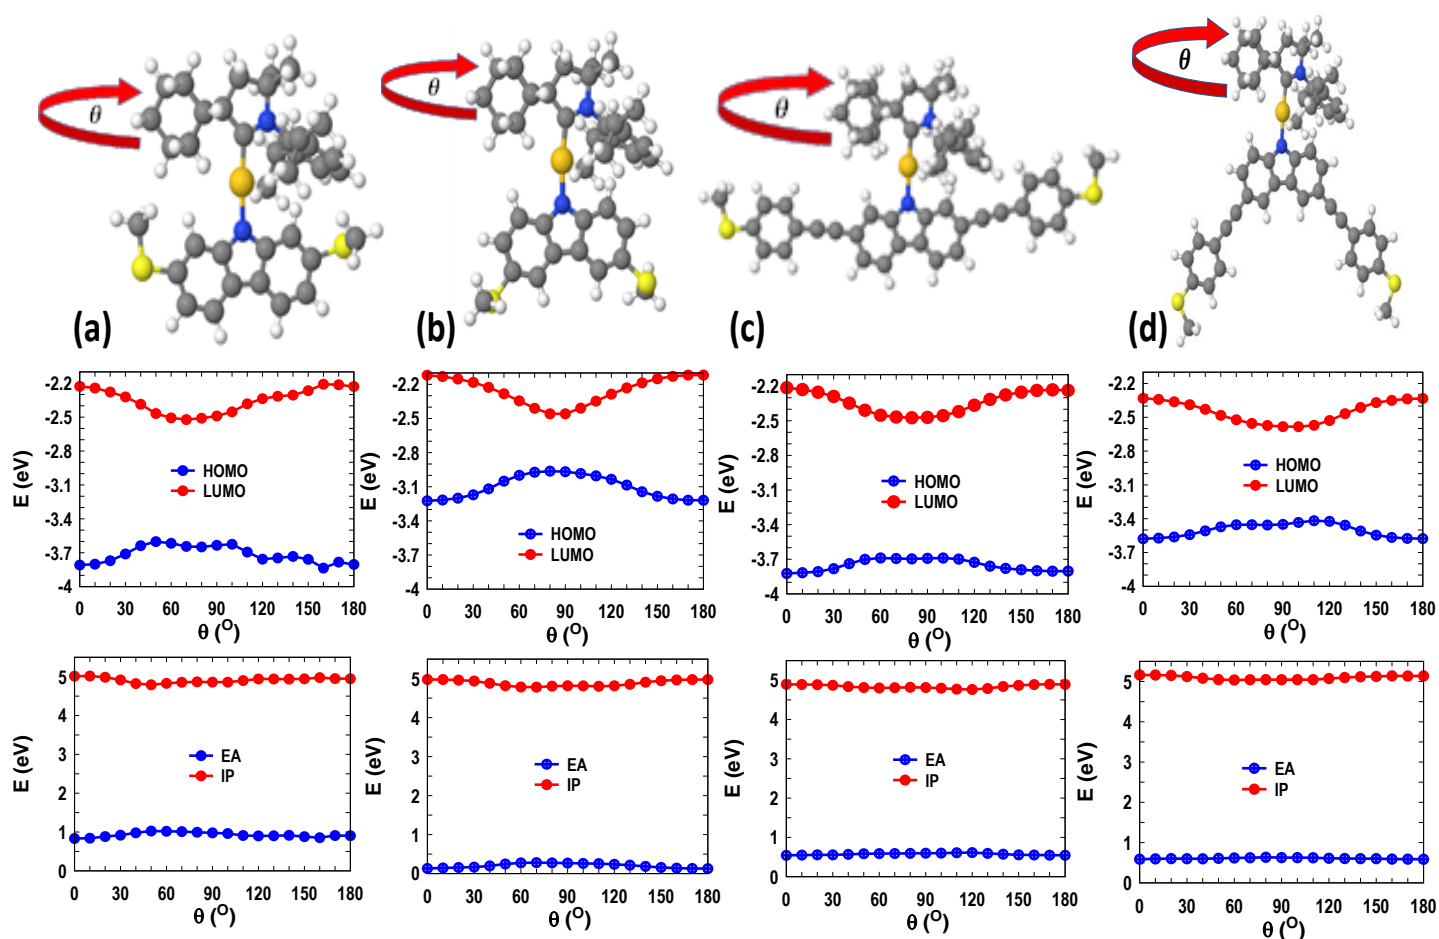 θ
θ
θ
θ
(a)
(b)
(c)
(d)
-2.2
-2.5
-2.8
-3.1
-3.4
-3.7
-4
E (eV)
HOMO
LUMO
0 30 60 90 120 150 180
θ (O)
-2.2
-2.5
-2.8
-3.1
-3.4
-3.7
-4
E (eV)
HOMO
LUMO
0 30 60 90 120 150 180
θ (O)
-2.2
-2.5
-2.8
-3.1
-3.4
-3.7
-4
E (eV)
HOMO
LUMO
0 30 60 90 120 150 180
θ (O)
-2.2
-2.5
-2.8
-3.1
-3.4
-3.7
-4
E (eV)
HOMO
LUMO
0 30 60 90 120 150 180
θ (O)
5
4
3
2
1
0
E (eV)
EA
IP
0 30 60 90 120 150 180
θ (O)
5
4
3
2
1
0
E (eV)
EA
IP
0 30 60 90 120 150 180
θ (O)
5
4
3
2
1
0
E (eV)
EA
IP
0 30 60 90 120 150 180
θ (O)
5
4
3
2
1
0
E (eV)
EA
IP
0 30 60 90 120 150 180
θ (O)